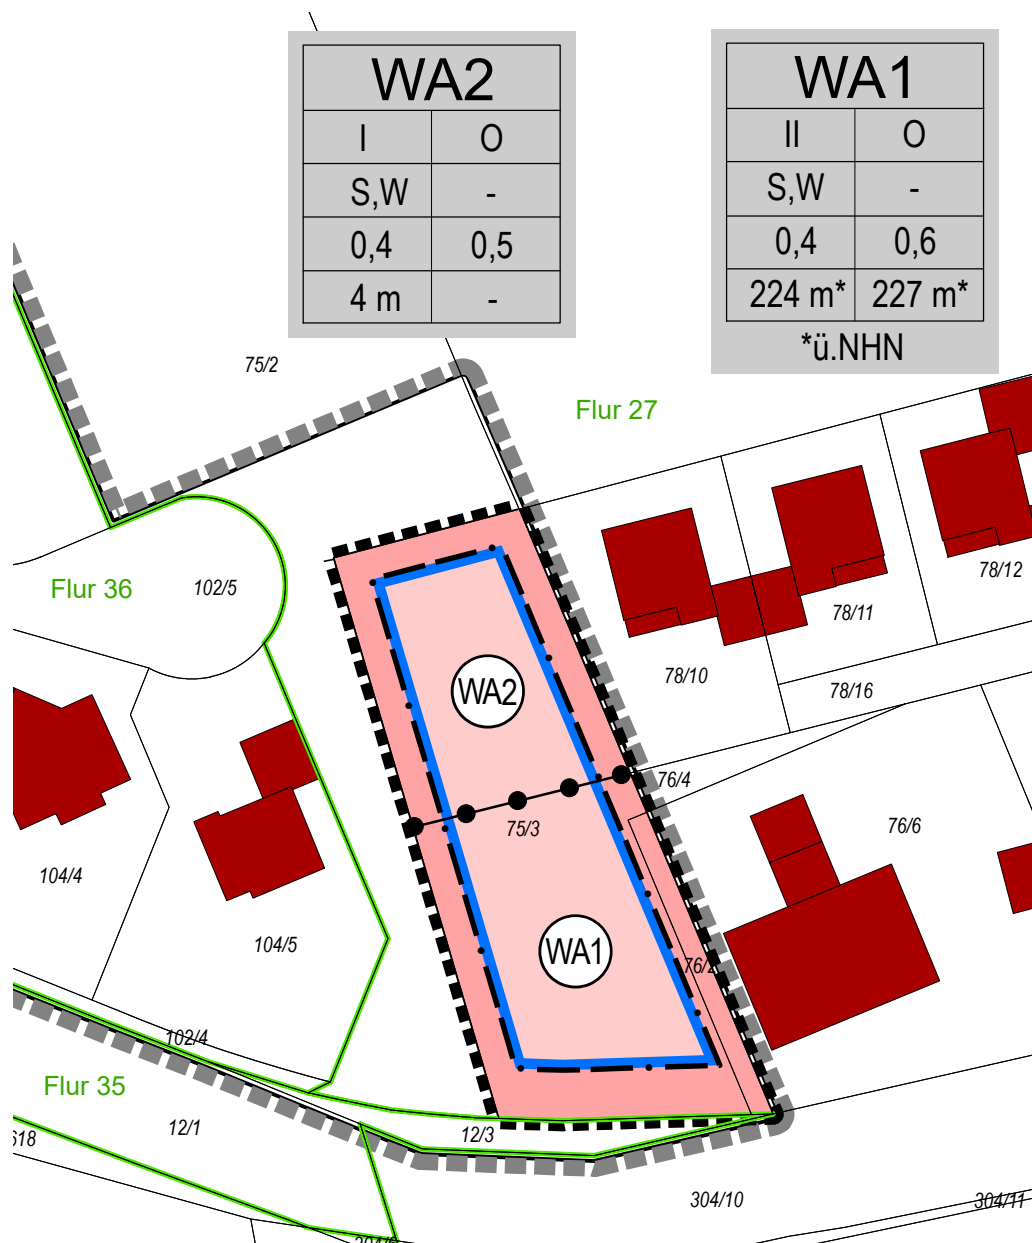 WA2
I O
S,W -
0,4 0,5
4 m -
WA1
II O
S,W -
0,4 0,6
224 m* 227 m*
*ü.NHN
75/2
Flur 27
Flur 36
102/5
78/12
78/11
78/10
78/16
WA2
76/4
75/3
76/6
104/4
104/5
WA1
76/2
102/4
Flur 35
12/1
12/3
618
304/10
304/11